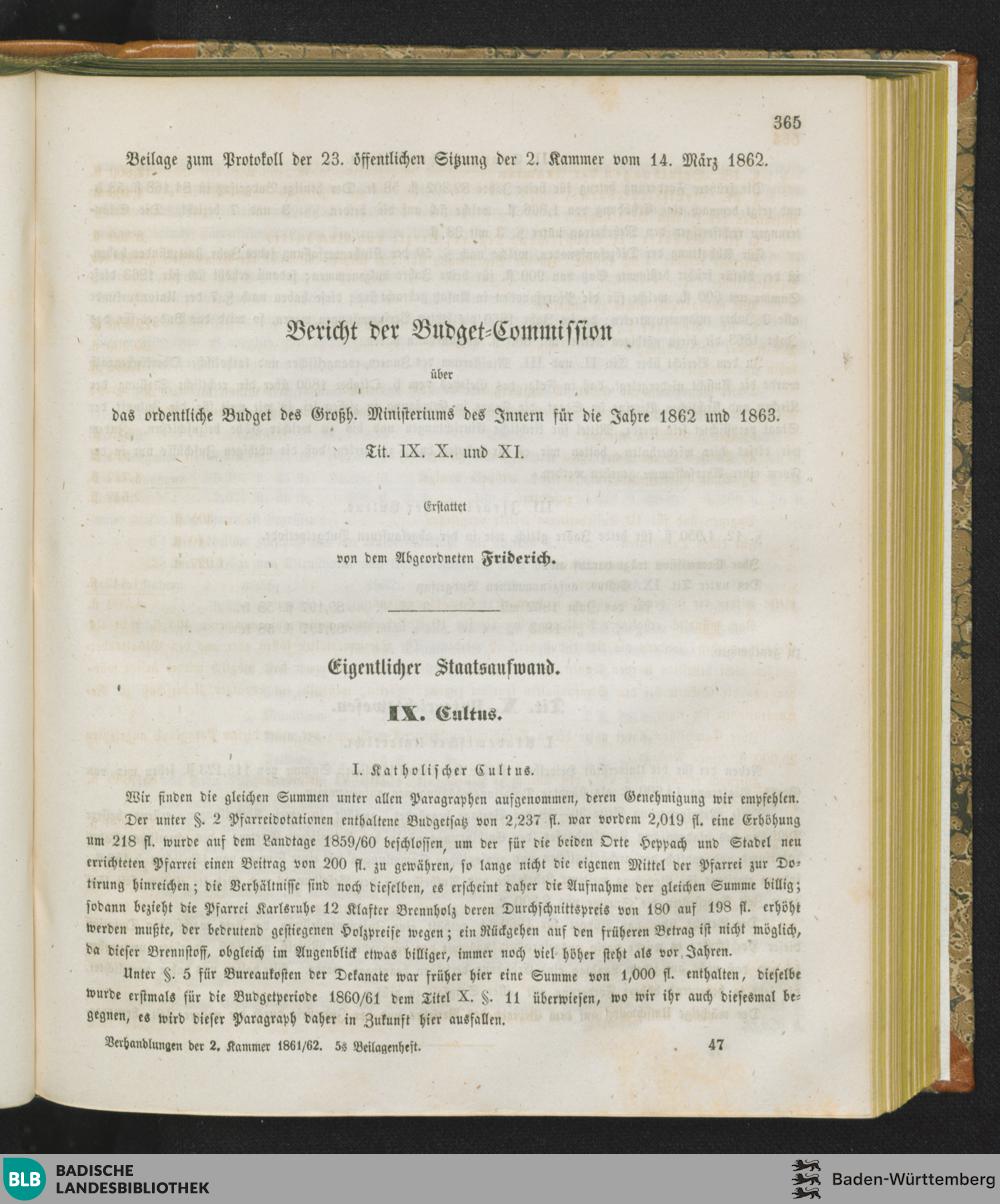 365
Beilage zum Protokoll der 23. öffentlichen Sitzung der 2. Kammer vom 14. März 1862.
Bericht der Budget-Commission
über
das ordentliche Budget des Großh. Ministeriums des Innern für die Jahre 1862 und 1863.
Tit. IX. X. und XI.
Erstattet
von dem Abgeordneten Friderich.
Eigentlicher Staatsaufwand.
IX. Cultus.
I. Katholischer Cultus.
Wir finden die gleichen Summen unter allen Paragraphen aufgenommen, deren Genehmigung wir empfehlen.
Der unter §. 2 Pfarreidotationen enthaltene Budgetsatz von 2,237 fl. war vordem 2,019 fl. eine Erhöhung
um 218 fl. wurde auf dem Landtage 1859/60 beschlossen, um der für die beiden Orte Heppach und Stadel neu
errichteten Pfarrei einen Beitrag von 200 fl. zu gewähren, so lange nicht die eigenen Mittel der Pfarrei zur Do-
tirung hinreichen; die Verhältnisse sind noch dieselben, es erscheint daher die Aufnahme der gleichen Summe billig;
sodann bezieht die Pfarrei Karlsruhe 12 Klafter Brennholz deren Durchschnittspreis von 180 auf 198 fl. erhöht
werden mußte, der bedeutend gestiegenen Holzpreise wegen; ein Rückgehen auf den früheren Betrag ist nicht möglich,
da dieser Brennstoff, obgleich im Augenblick etwas billiger, immer noch viel höher steht als vor Jahren.
Unter §. 5 für Bureaukosten der Dekanate war früher hier eine Summe von 1,000 fl. enthalten, dieselbe
wurde erstmals für die Budgetperiode 1860/61 dem Titel X. §. 11 überwiesen, wo wir ihr auch diesesmal be-
gegnen, es wird dieser Paragraph daher in Zukunft hier ausfallen.
Verhandlungen der 2. Kammer 1861/62. 5s Beilagenheft.
47
BLB BADISCHE
LANDESBIBLIOTHEK
Baden-Württemberg